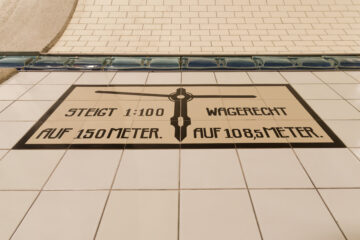 STEIGT 1:100 WAGERECHT
AUF 150 METER. AUF 108,5 METER.